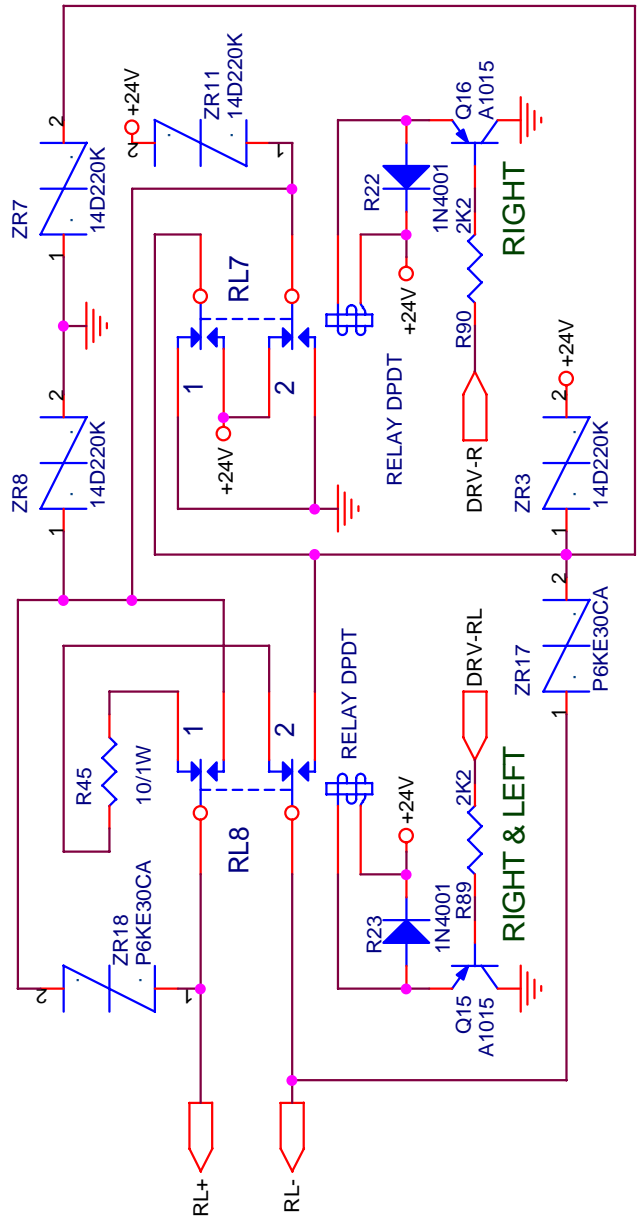 ZR7
1
2
14D220K
ZR8
1
2
14D220K
+24V
2
1
ZR11
14D220K
ZR18
P6KE30CA
2
1
R45
10/1W
1
2
RL8
RELAY DPDT
1
2
RL7
+24V
RELAY DPDT
RL+
RL-
+24V
R23
1N4001
Q15
A1015
R89
2K2
DRV-RL
RIGHT & LEFT
+24V
R22
1N4001
Q16
A1015
R90
2K2
DRV-R
RIGHT
ZR3
1
2
+24V
14D220K
ZR17
1
2
P6KE30CA